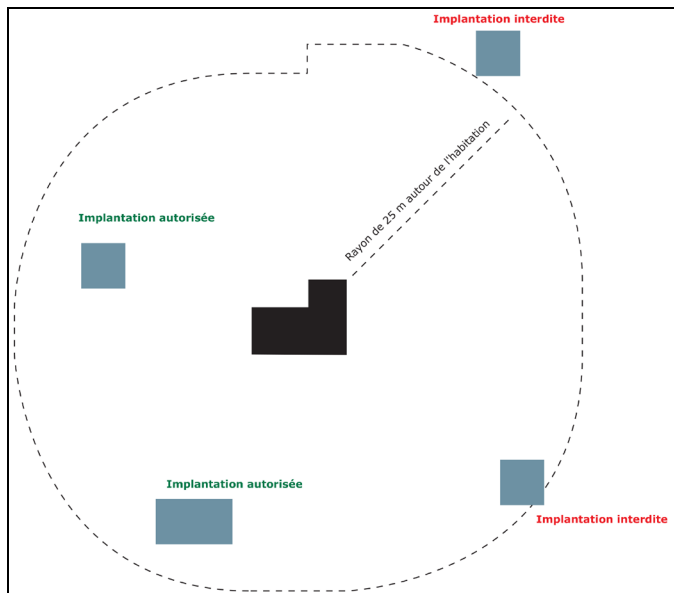 Implantation interdite
Rayon de 25 m autour de l'habitation
Implantation autorisée
Implantation autorisée
Implantation interdite